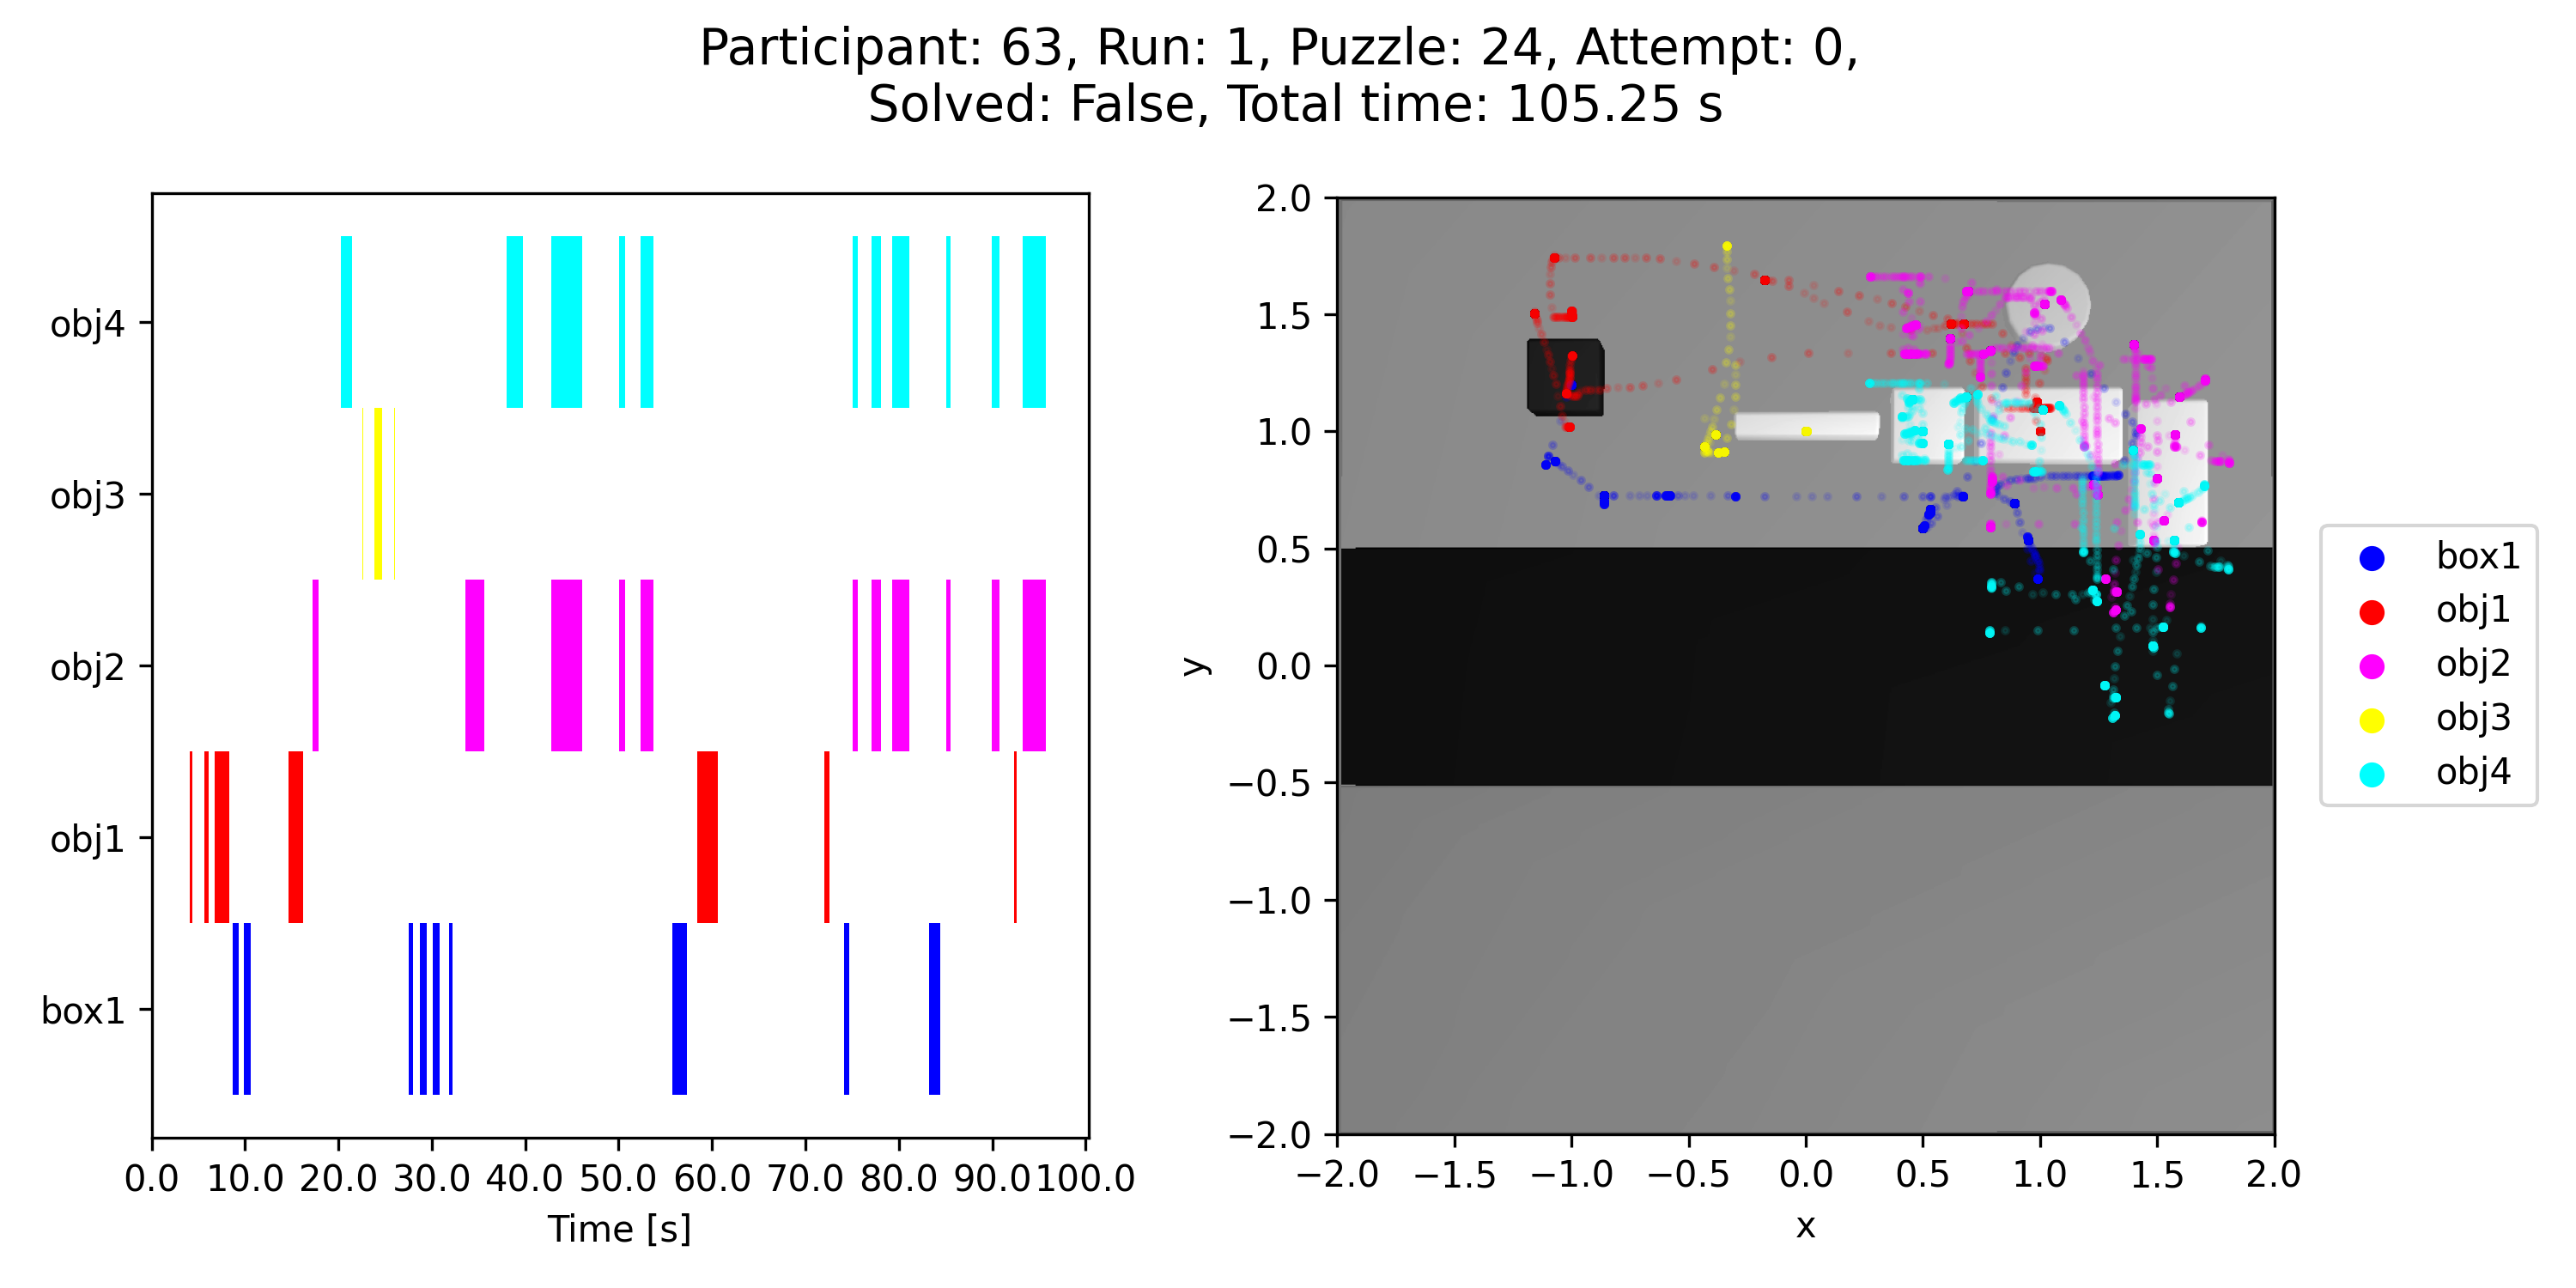 Participant: 63, Run: 1, Puzzle: 24, Attempt: 0,
Solved: False, Total time: 105.25 s
obj4
obj3
obj2
obj1
box1
0.0 10.0 20.0 30.0 40.0 50.0 60.0 70.0 80.0 90.0 100.0
Time [s]
2.0
1.5
1.0
0.5
0.0
−0.5
−1.0
−1.5
−2.0
y
−2.0 −1.5 −1.0 −0.5 0.0 0.5 1.0 1.5 2.0
x
box1
obj1
obj2
obj3
obj4